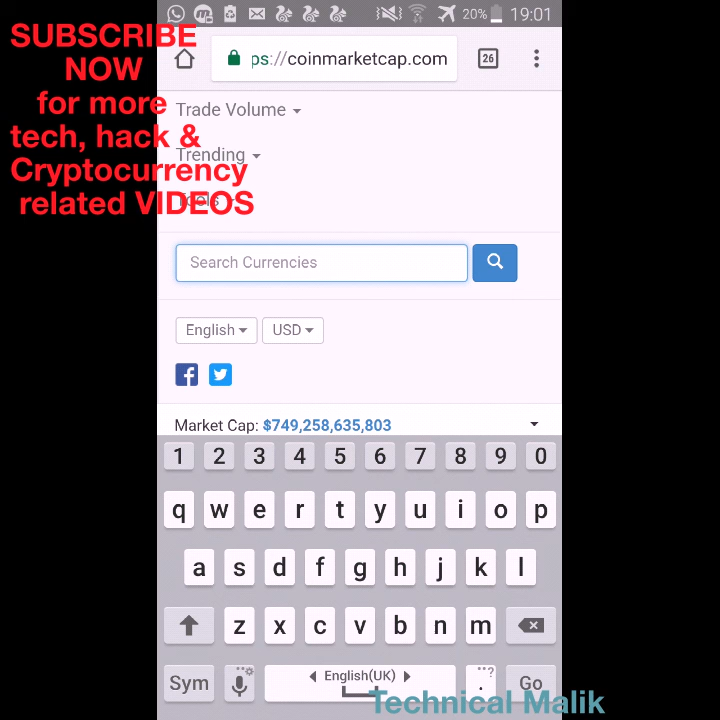 20% 19:01
SUBSCRIBE
NOW
for more
tech, hack &
Cryptocurrency
related VIDEOS
ps://coinmarketcap.com
26
Trade Volume
Trending
Tools
Search Currencies
English USD
Market Cap: $749,258,635,803
1 2 3 4 5 6 7 8 9 0
q w e r t y u i o p
a s d f g h j k l
z x c v b n m
Sym English(UK) . ...? Go
Technical Malik